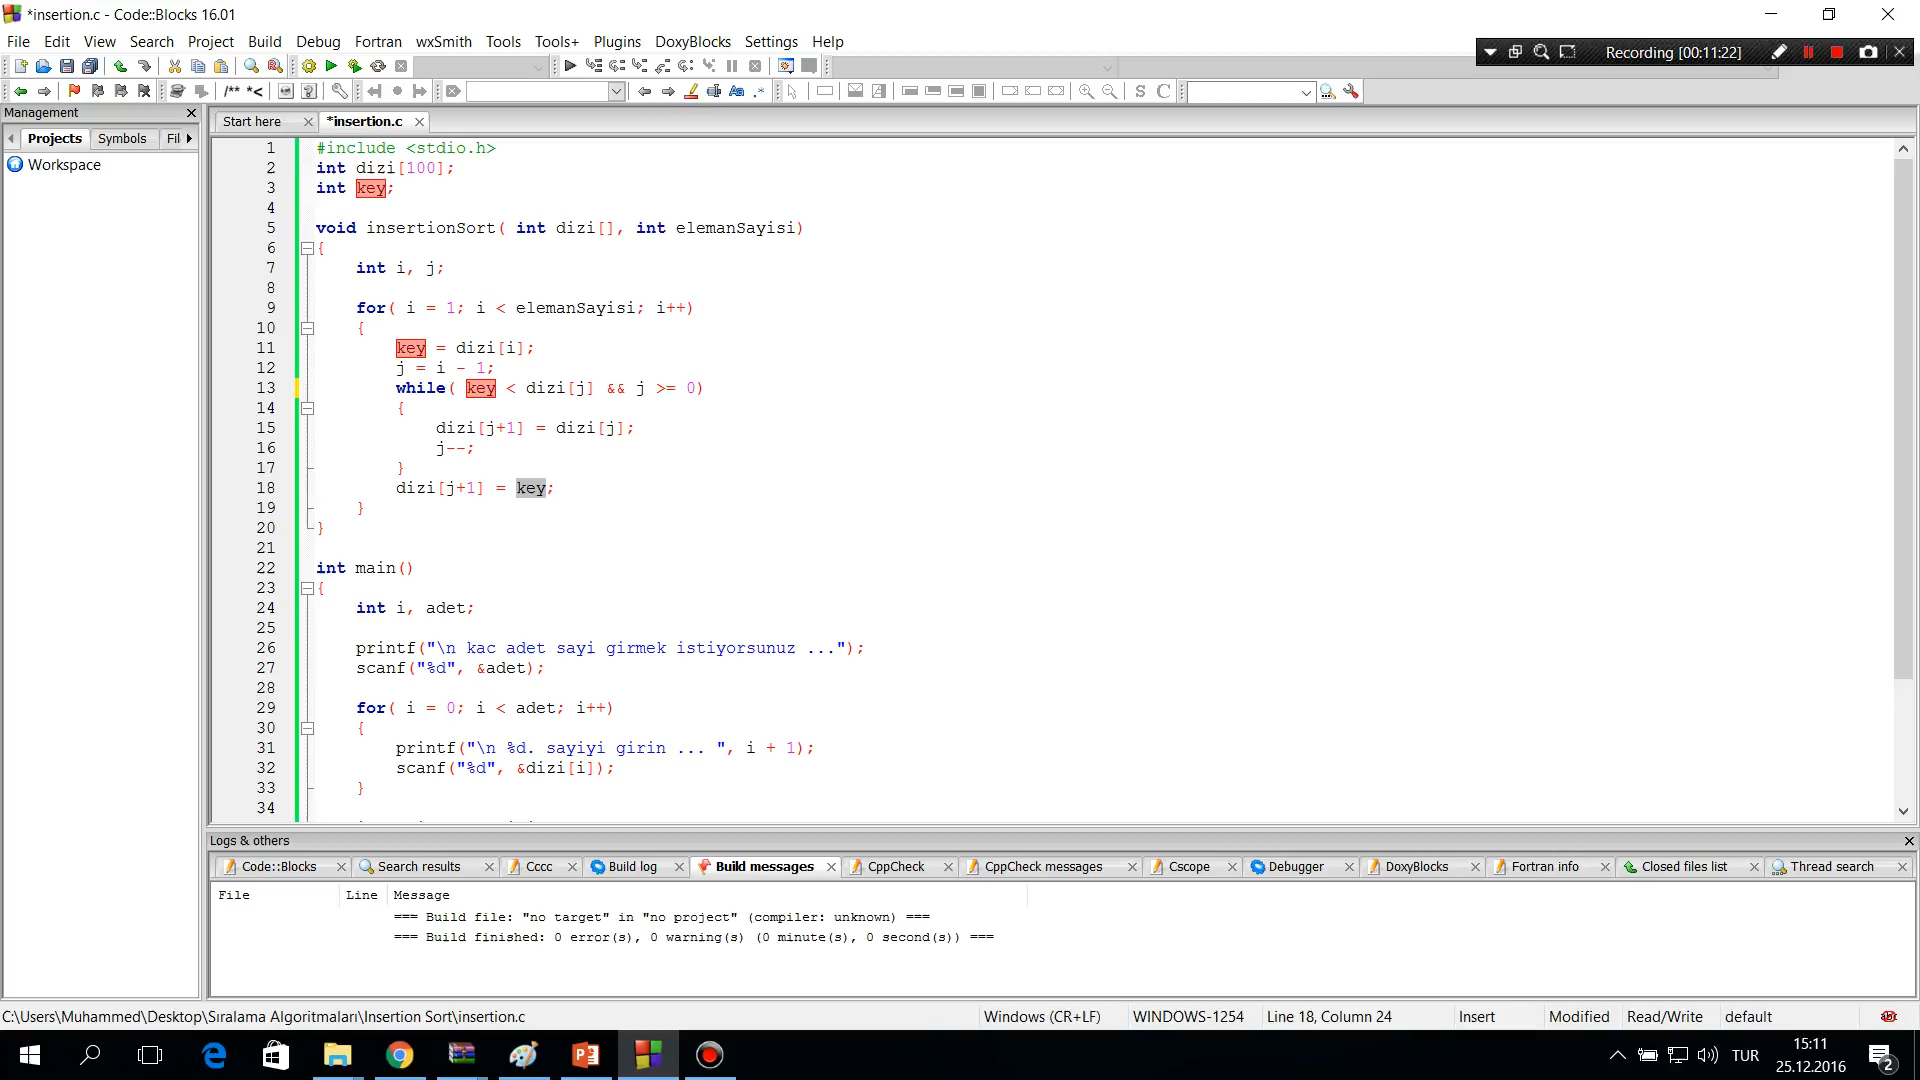 *insertion.c - Code::Blocks 16.01
File Edit View Search Project Build Debug Fortran wxSmith Tools Tools+ Plugins DoxyBlocks Settings Help
Recording [00:11:22]
/** *<
Aa .*
S C
Management
Projects Symbols Fil
Workspace
Start here *insertion.c
1 #include <stdio.h>
2 int dizi[100];
3 int key;
4
5 void insertionSort( int dizi[], int elemanSayisi)
6 {
7 int i, j;
8
9 for( i = 1; i < elemanSayisi; i++)
10 {
11 key = dizi[i];
12 j = i - 1;
13 while( key < dizi[j] && j >= 0)
14 {
15 dizi[j+1] = dizi[j];
16 j--;
17 }
18 dizi[j+1] = key;
19 }
20 }
21
22 int main()
23 {
24 int i, adet;
25
26 printf("\n kac adet sayi girmek istiyorsunuz ...");
27 scanf("%d", &adet);
28
29 for( i = 0; i < adet; i++)
30 {
31 printf("\n %d. sayiyi girin ... ", i + 1);
32 scanf("%d", &dizi[i]);
33 }
34
Logs & others
Code::Blocks Search results Cccc Build log Build messages CppCheck CppCheck messages Cscope Debugger DoxyBlocks Fortran info Closed files list Thread search
File Line Message
=== Build file: "no target" in "no project" (compiler: unknown) ===
=== Build finished: 0 error(s), 0 warning(s) (0 minute(s), 0 second(s)) ===
C:\Users\Muhammed\Desktop\Sıralama Algoritmaları\Insertion Sort\insertion.c Windows (CR+LF) WINDOWS-1254 Line 18, Column 24 Insert Modified Read/Write default
TUR
15:11
25.12.2016
2